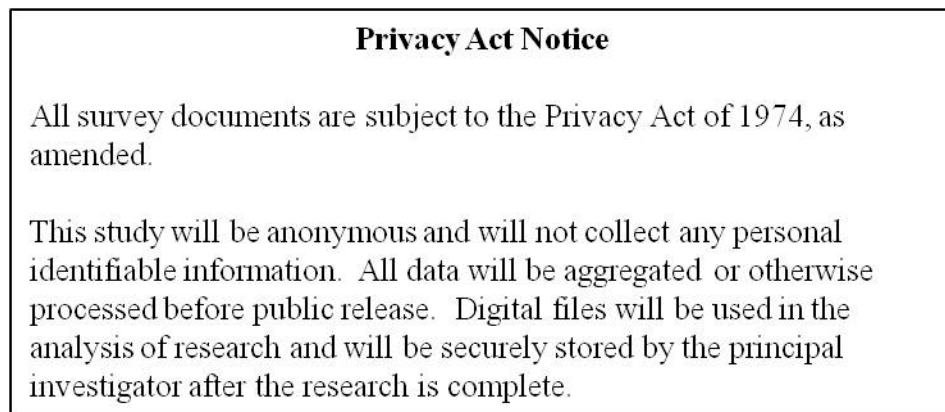 Privacy Act Notice
All survey documents are subject to the Privacy Act of 1974, as
amended.
This study will be anonymous and will not collect any personal
identifiable information.  All data will be aggregated or otherwise
processed before public release.  Digital files will be used in the
analysis of research and will be securely stored by the principal
investigator after the research is complete.